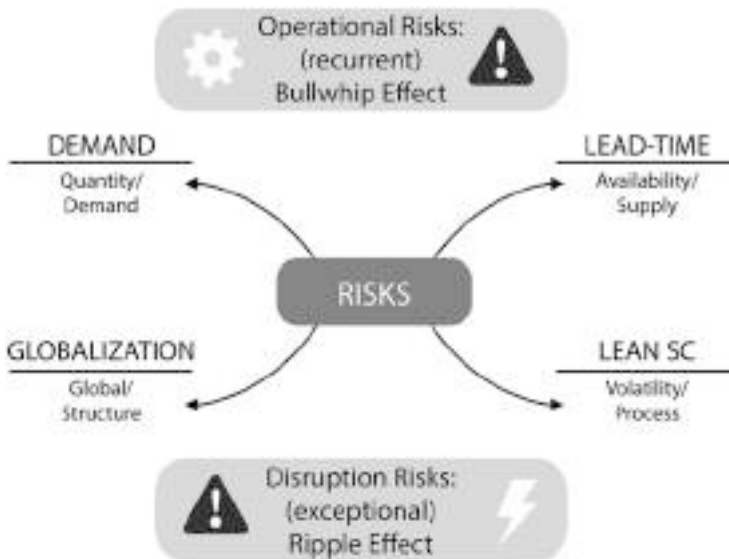 Operational Risks:
(recurrent)
Bullwhip Effect
DEMAND
Quantity/
Demand
LEAD-TIME
Availability/
Supply
RISKS
GLOBALIZATION
Global/
Structure
LEAN SC
Volatility/
Process
Disruption Risks:
(exceptional)
Ripple Effect